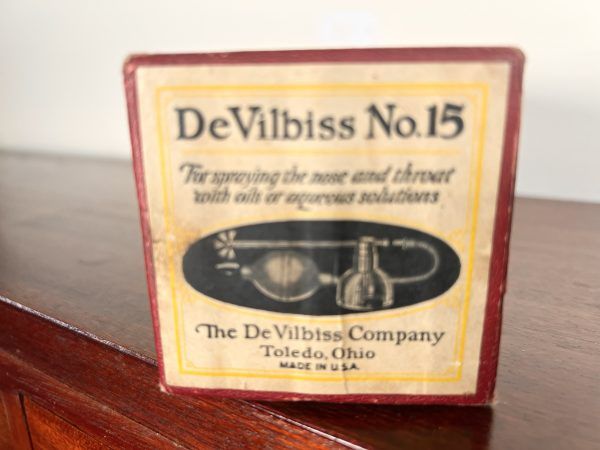 DeVilbiss No.15
For spraying the nose and throat
with oils or aqueous solutions
The DeVilbiss Company
Toledo, Ohio
MADE IN U.S.A.